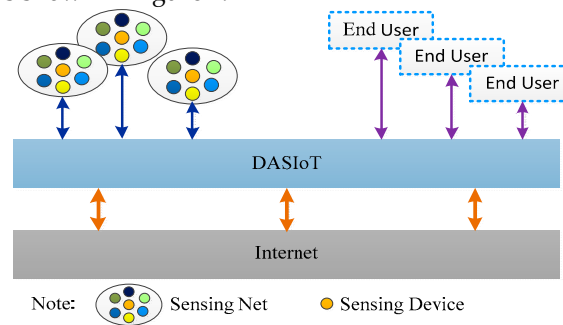 End User
End User
End User
DASIoT
Internet
Note:
Sensing Net
Sensing Device